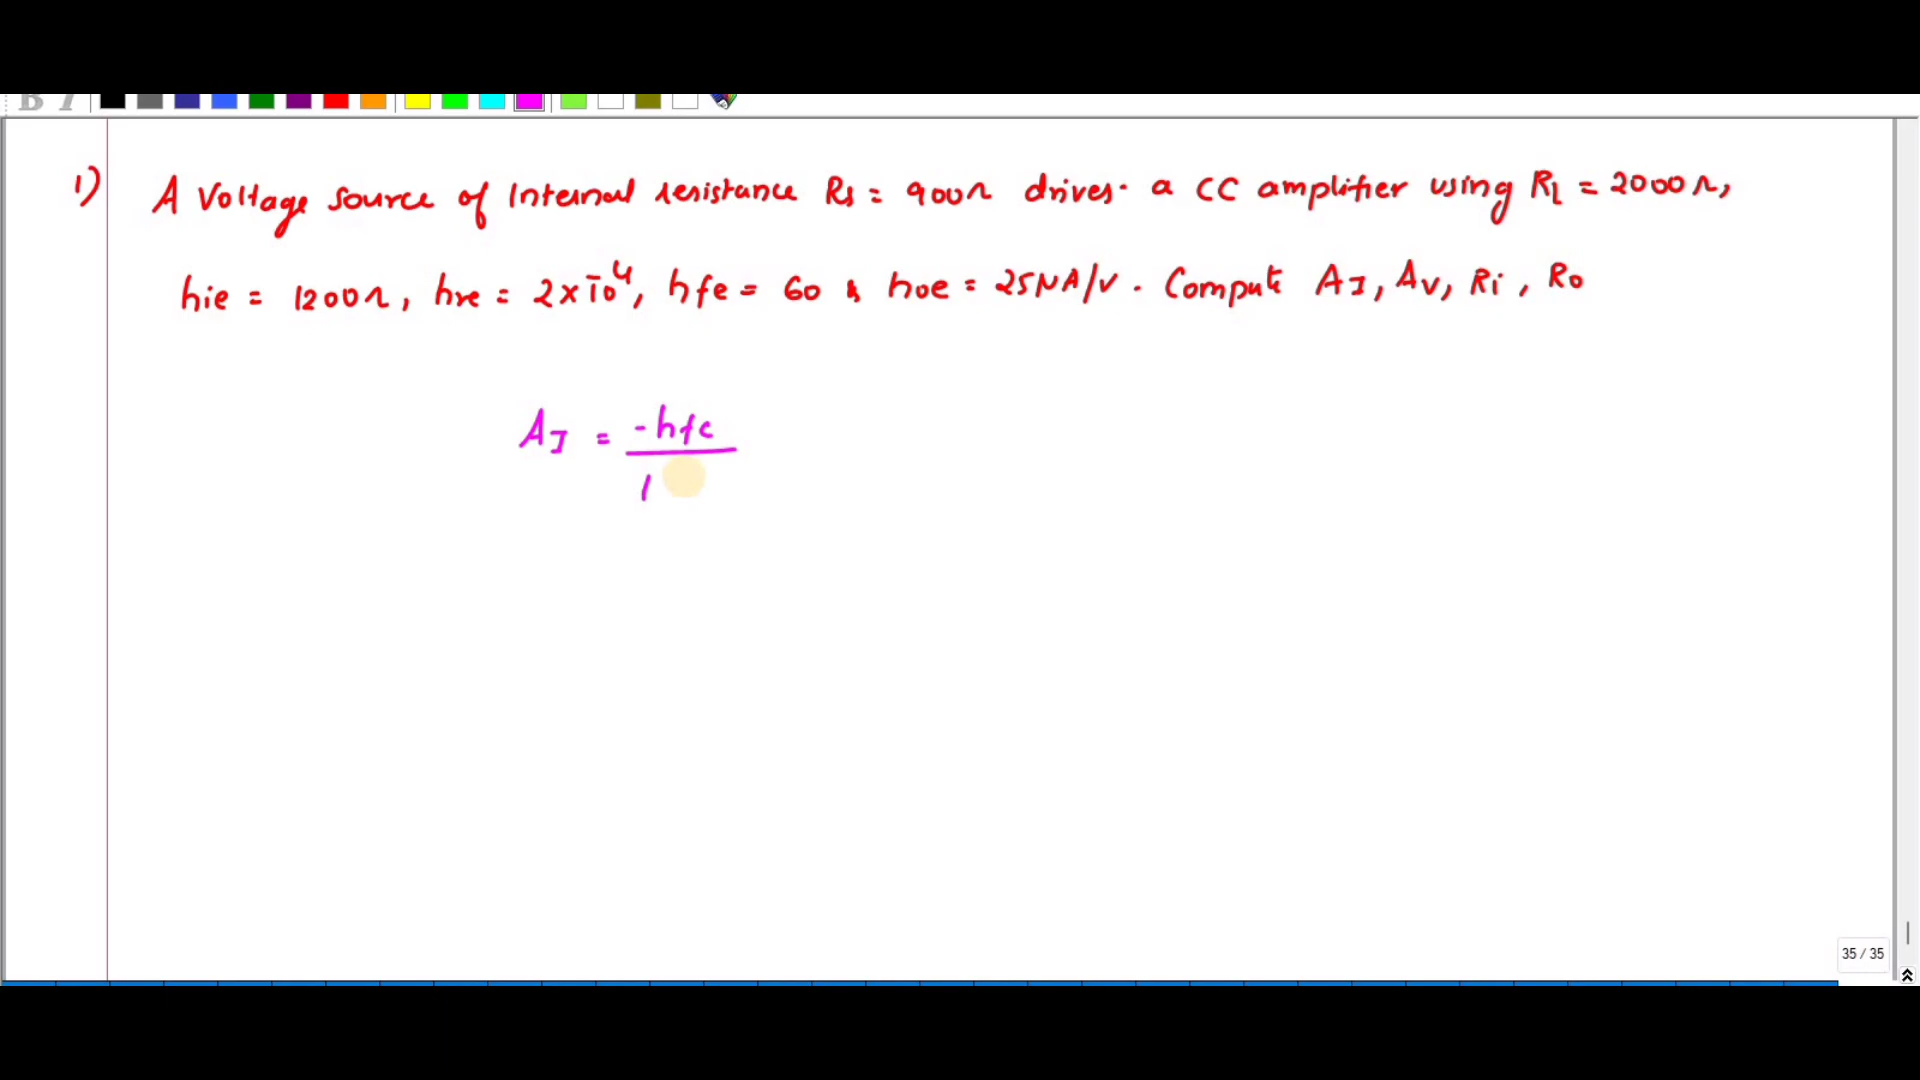 B I
1) A Voltage source of Internal resistance Rs = 900Ω drives. a CC amplifier using RL = 2000Ω,
hie = 1200Ω, hre = 2×10⁻⁴, hfe = 60 & hoe = 25μA/V. Compute AI, AV, Ri, Ro
AI = -hfc
1
35 / 35